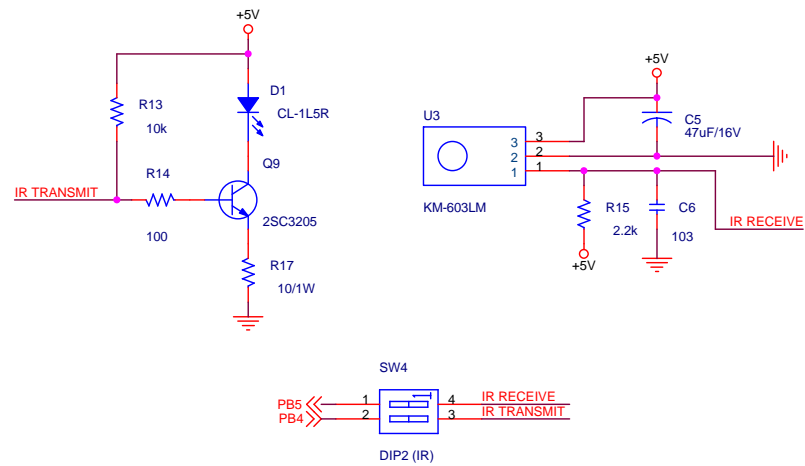 +5V
R13
10k
D1
CL-1L5R
R14
100
IR TRANSMIT
Q9
2SC3205
R17
10/1W
+5V
U3
3
2
1
3
2
1
KM-603LM
C5
47uF/16V
R15
2.2k
+5V
C6
103
IR RECEIVE
SW4
PB5
PB4
1
2
1
4
3
IR RECEIVE
IR TRANSMIT
DIP2 (IR)